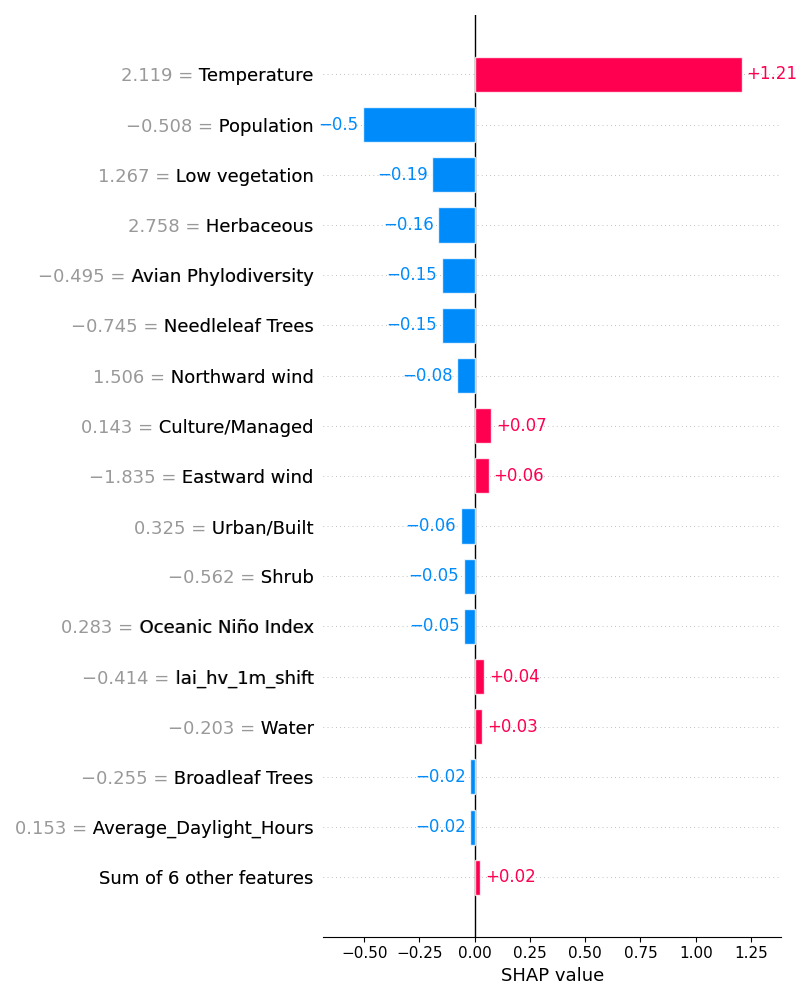 2.119 = Temperature +1.21
−0.508 = Population −0.5
1.267 = Low vegetation −0.19
2.758 = Herbaceous −0.16
−0.495 = Avian Phylodiversity −0.15
−0.745 = Needleleaf Trees −0.15
1.506 = Northward wind −0.08
0.143 = Culture/Managed +0.07
−1.835 = Eastward wind +0.06
0.325 = Urban/Built −0.06
−0.562 = Shrub −0.05
0.283 = Oceanic Niño Index −0.05
−0.414 = lai_hv_1m_shift +0.04
−0.203 = Water +0.03
−0.255 = Broadleaf Trees −0.02
0.153 = Average_Daylight_Hours −0.02
Sum of 6 other features +0.02
−0.50 −0.25 0.00 0.25 0.50 0.75 1.00 1.25
SHAP value